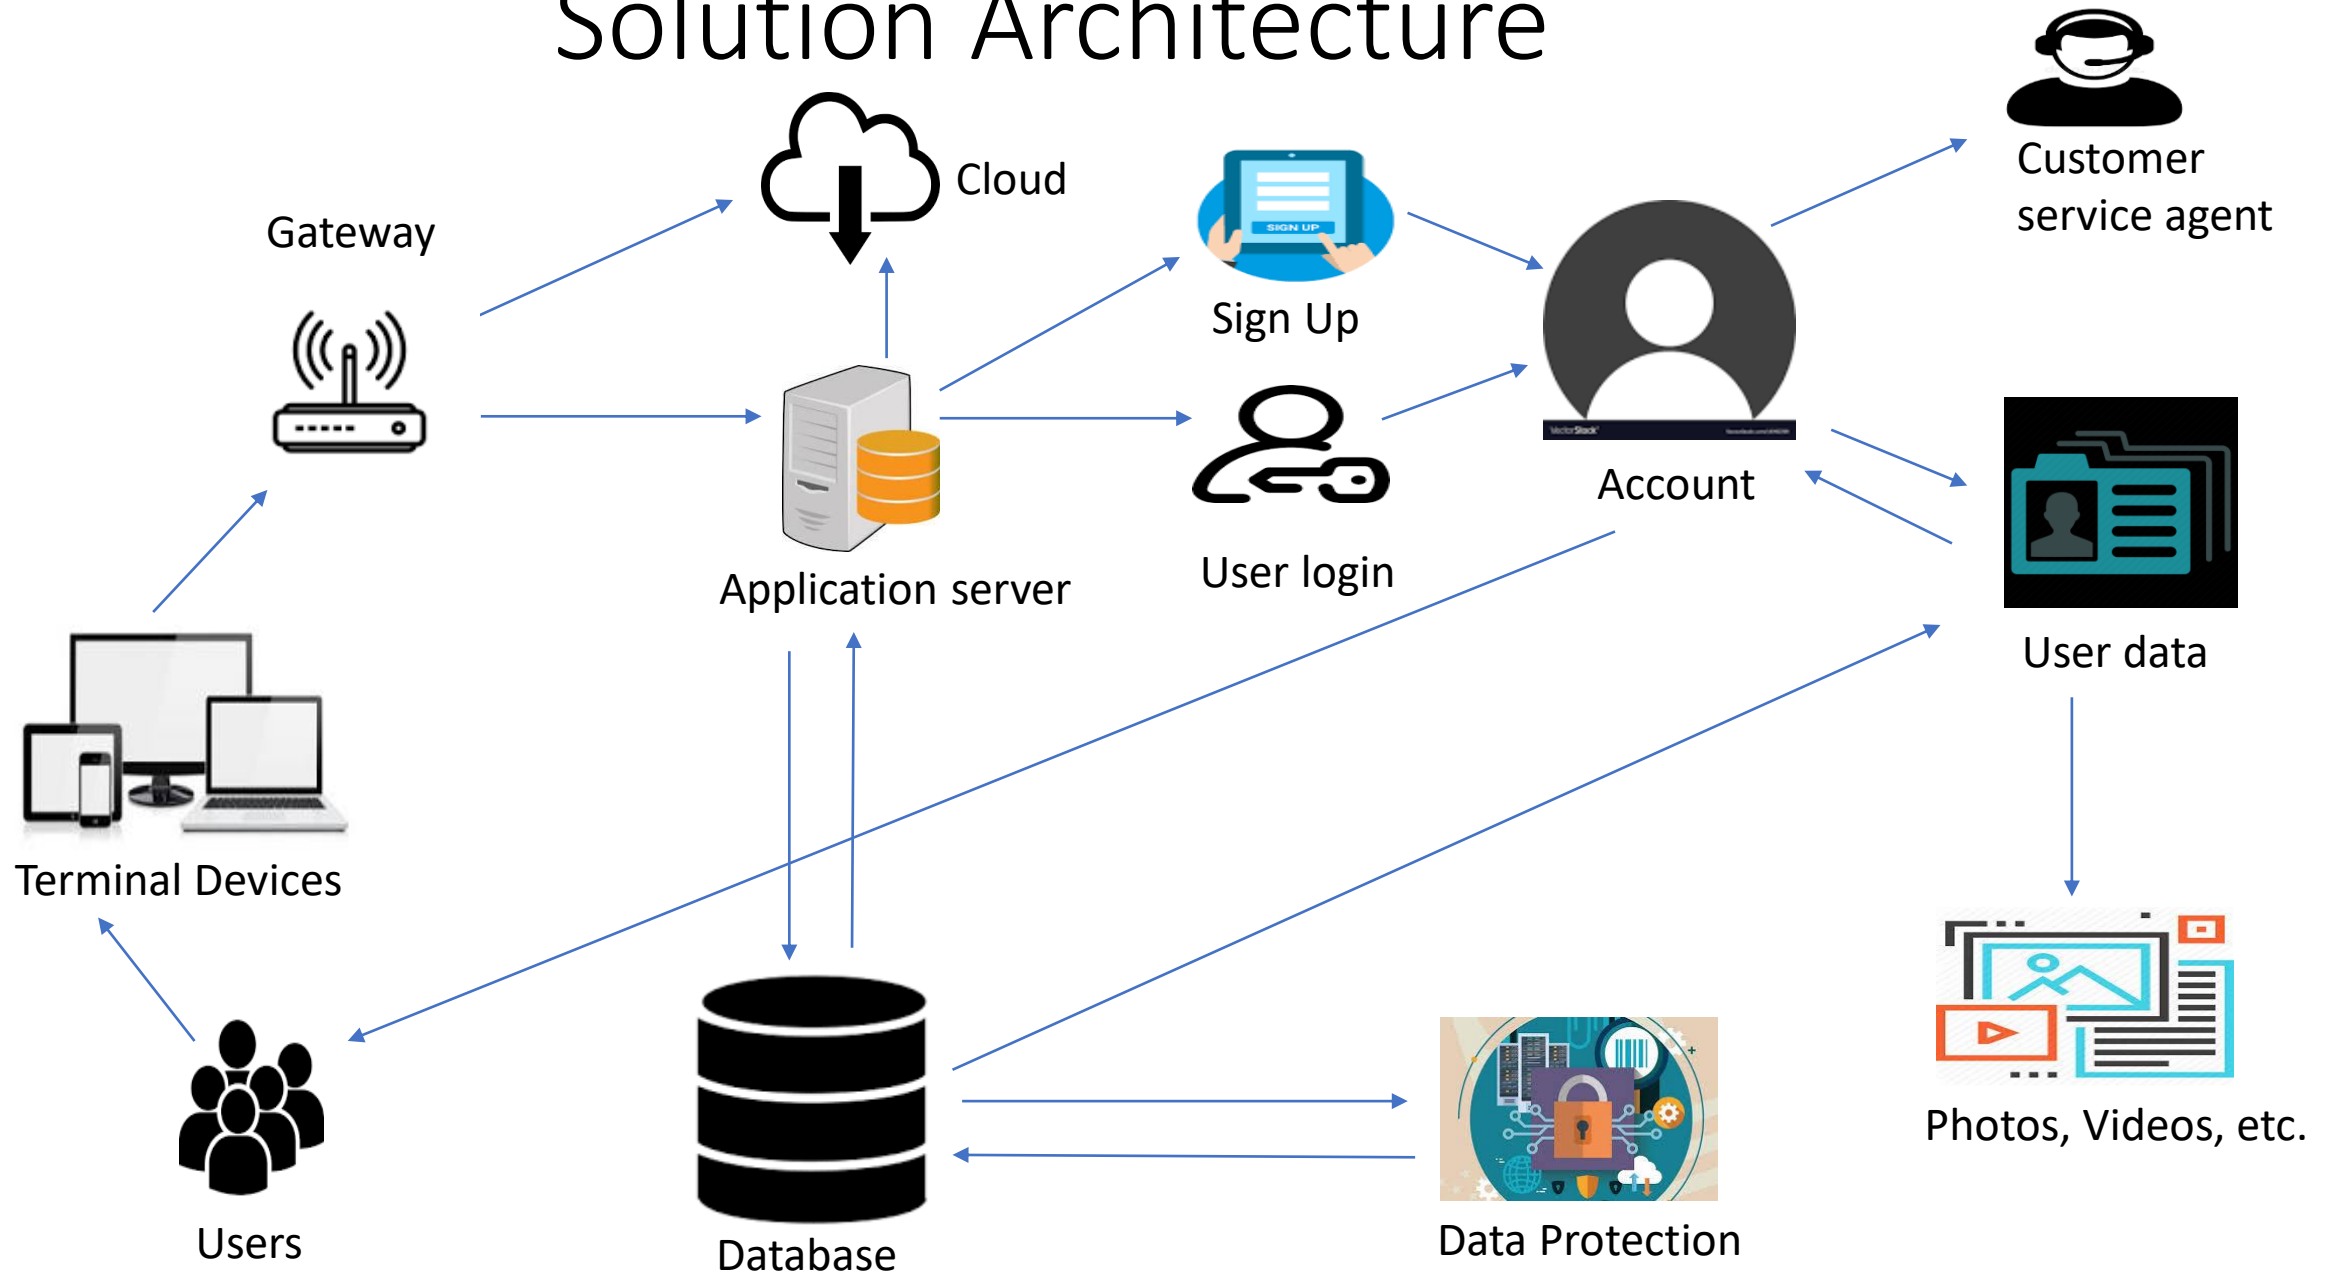 Solution Architecture
Cloud
Customer
service agent
Gateway
SIGN UP
Sign Up
VectorStock
Account
User login
Application server
User data
Terminal Devices
Photos, Videos, etc.
Users
Database
Data Protection